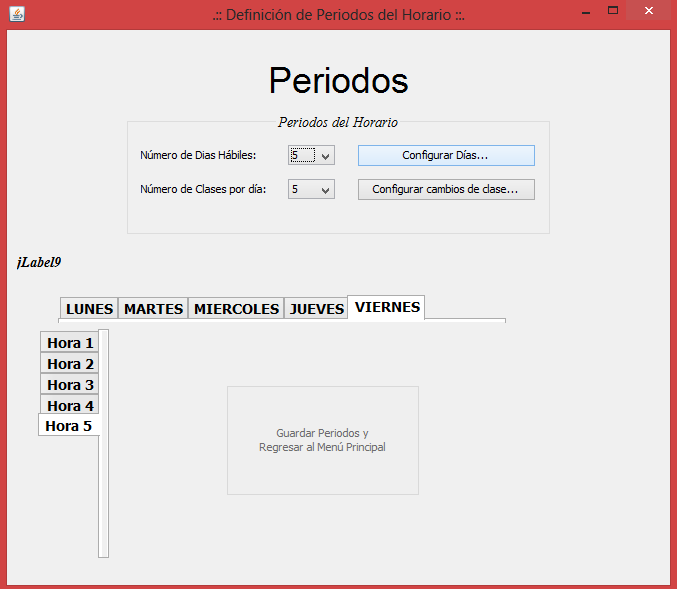 .:: Definición de Periodos del Horario ::.
Periodos
Periodos del Horario
Número de Dias Hábiles:
5
Configurar Días...
Número de Clases por día:
5
Configurar cambios de clase...
jLabel9
LUNES
MARTES
MIERCOLES
JUEVES
VIERNES
Hora 1
Hora 2
Hora 3
Hora 4
Hora 5
Guardar Periodos y
Regresar al Menú Principal